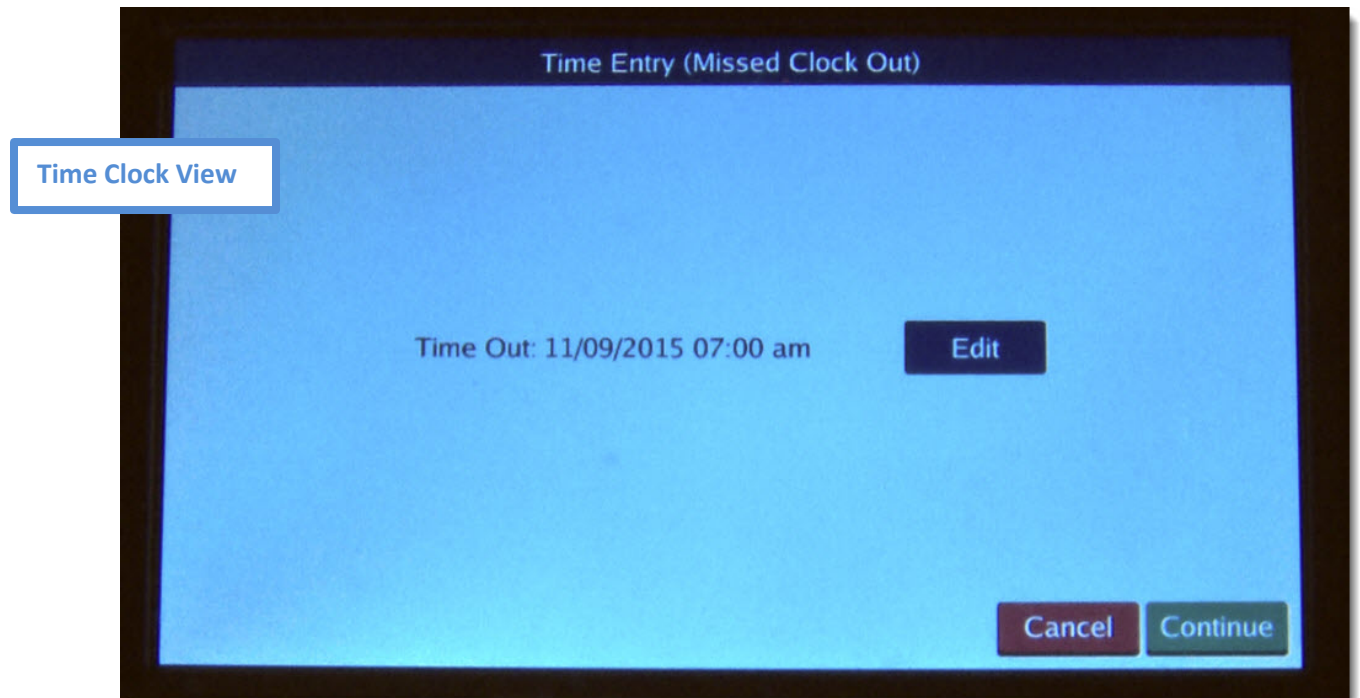 Time Entry (Missed Clock Out)
Time Clock View
Time Out: 11/09/2015 07:00 am
Edit
Cancel
Continue